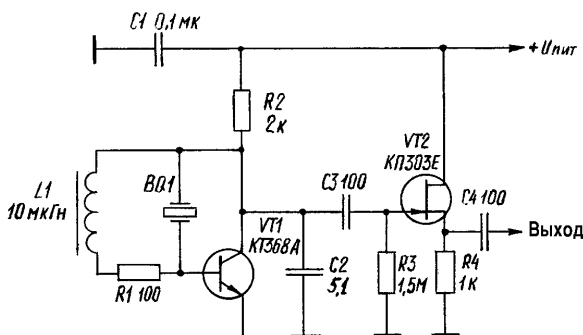 C1 0,1 мк
+Uпит
R2
2к
VT2
КП303Е
L1
10 мкГн
BQ1
C3 100
C4 100
VT1
КТ368А
Выход
R1 100
C2
5,1
R3
1,5М
R4
1к